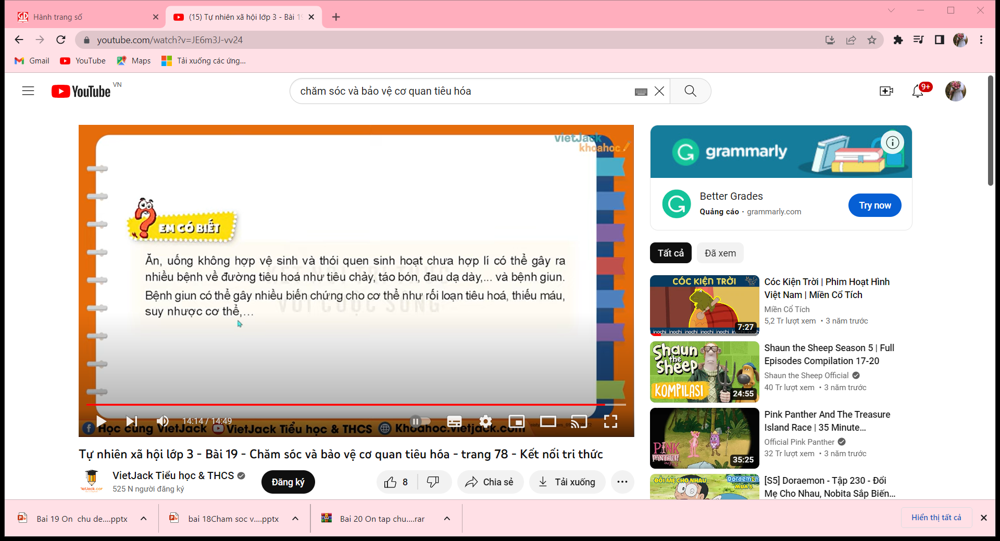 Hành trang số
(15) Tự nhiên xã hội lớp 3 - Bài 19
youtube.com/watch?v=JE6m3J-vv24
Gmail
YouTube
Maps
Tải xuống các ứng...
YouTube VN
chăm sóc và bảo vệ cơ quan tiêu hóa
9+
vietJack
khoahoc
EM CÓ BIẾT
Ăn, uống không hợp vệ sinh và thói quen sinh hoạt chưa hợp lí có thể gây ra
nhiều bệnh về đường tiêu hoá như tiêu chảy, táo bón, đau dạ dày,... và bệnh giun.
Bệnh giun có thể gây nhiều biến chứng cho cơ thể như rối loạn tiêu hoá, thiếu máu,
suy nhược cơ thể,...
14:14 / 14:49
Học cùng VietJack
VietJack Tiểu học & THCS
Khoahoc.vietjack.com
Tự nhiên xã hội lớp 3 - Bài 19 - Chăm sóc và bảo vệ cơ quan tiêu hóa - trang 78 - Kết nối tri thức
VietJack Tiểu học & THCS
525 N người đăng ký
Đăng ký
8
Chia sẻ
Tải xuống
grammarly
Better Grades
Quảng cáo · grammarly.com
Try now
Tất cả
Đã xem
CÓC KIỆN TRỜI
inochi inochi inochi inochi inochi inochi
7:27
Cóc Kiện Trời | Phim Hoạt Hình
Việt Nam | Miền Cổ Tích
Miền Cổ Tích
5,2 Tr lượt xem • 3 năm trước
Shaun
the
Sheep
KOMPILASI
24:55
Shaun the Sheep Season 5 | Full
Episodes Compilation 17-20
Shaun the Sheep Official
40 Tr lượt xem • 3 năm trước
PINK
PANTHER
35:25
Pink Panther And The Treasure
Island Race | 35 Minute...
Official Pink Panther
32 Tr lượt xem • 3 năm trước
ĐỔI MẸ CHO NHAU
Doraemon
MÙA 5
[S5] Doraemon - Tập 230 - Đổi
Mẹ Cho Nhau, Nobita Sắp Biến...
Bai 19 On chu de....pptx
bai 18Cham soc v....pptx
Bai 20 On tap chu....rar
Hiển thị tất cả